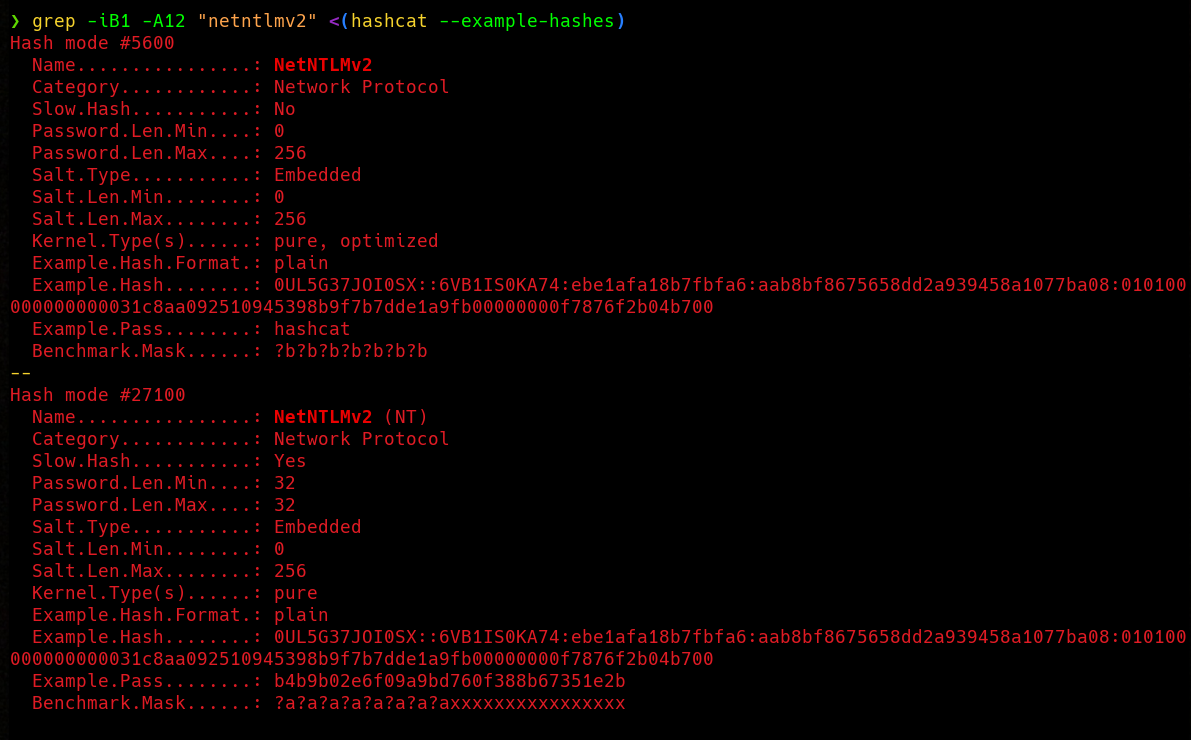 ❯ grep -iB1 -A12 "netntlmv2" <(hashcat --example-hashes)
Hash mode #5600
  Name................: NetNTLMv2
  Category............: Network Protocol
  Slow.Hash...........: No
  Password.Len.Min....: 0
  Password.Len.Max....: 256
  Salt.Type...........: Embedded
  Salt.Len.Min........: 0
  Salt.Len.Max........: 256
  Kernel.Type(s)......: pure, optimized
  Example.Hash.Format.: plain
  Example.Hash........: 0UL5G37JOI0SX::6VB1IS0KA74:ebe1afa18b7fbfa6:aab8bf8675658dd2a939458a1077ba08:010100
000000000031c8aa092510945398b9f7b7dde1a9fb00000000f7876f2b04b700
  Example.Pass........: hashcat
  Benchmark.Mask......: ?b?b?b?b?b?b?b
--
Hash mode #27100
  Name................: NetNTLMv2 (NT)
  Category............: Network Protocol
  Slow.Hash...........: Yes
  Password.Len.Min....: 32
  Password.Len.Max....: 32
  Salt.Type...........: Embedded
  Salt.Len.Min........: 0
  Salt.Len.Max........: 256
  Kernel.Type(s)......: pure
  Example.Hash.Format.: plain
  Example.Hash........: 0UL5G37JOI0SX::6VB1IS0KA74:ebe1afa18b7fbfa6:aab8bf8675658dd2a939458a1077ba08:010100
000000000031c8aa092510945398b9f7b7dde1a9fb00000000f7876f2b04b700
  Example.Pass........: b4b9b02e6f09a9bd760f388b67351e2b
  Benchmark.Mask......: ?a?a?a?a?a?a?a?axxxxxxxxxxxxxxxx